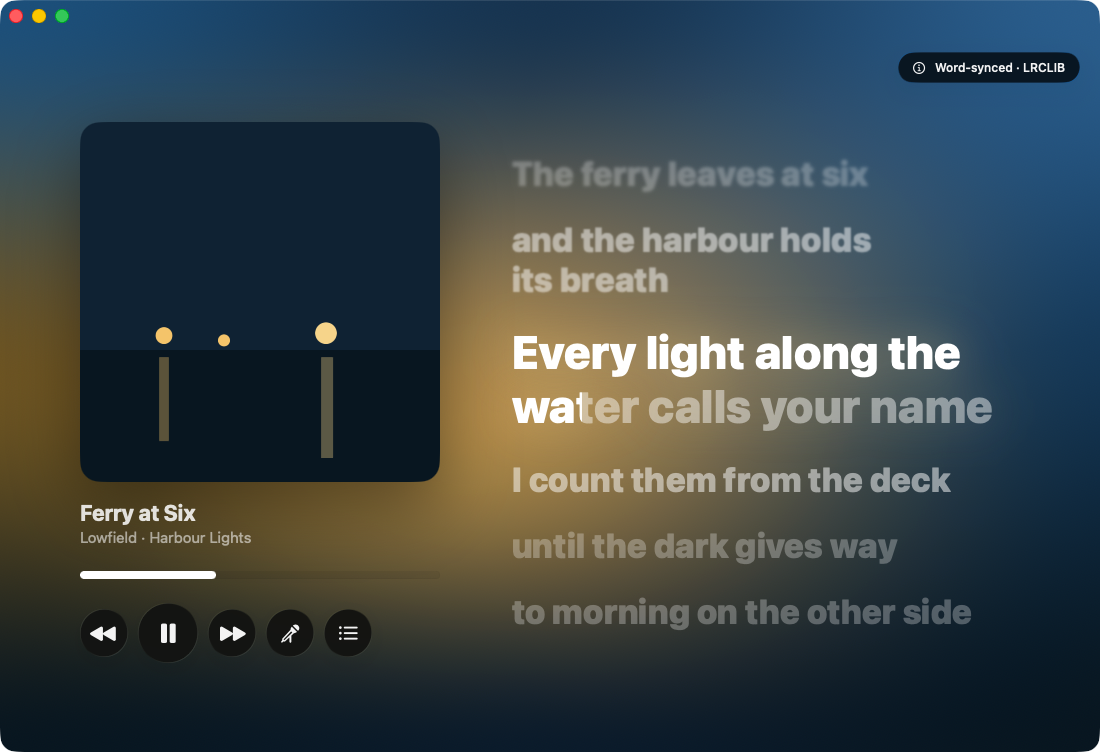 Word-synced · LRCLIB
The ferry leaves at six
and the harbour holds
its breath
Every light along the
water calls your name
I count them from the deck
until the dark gives way
to morning on the other side
Ferry at Six
Lowfield · Harbour Lights